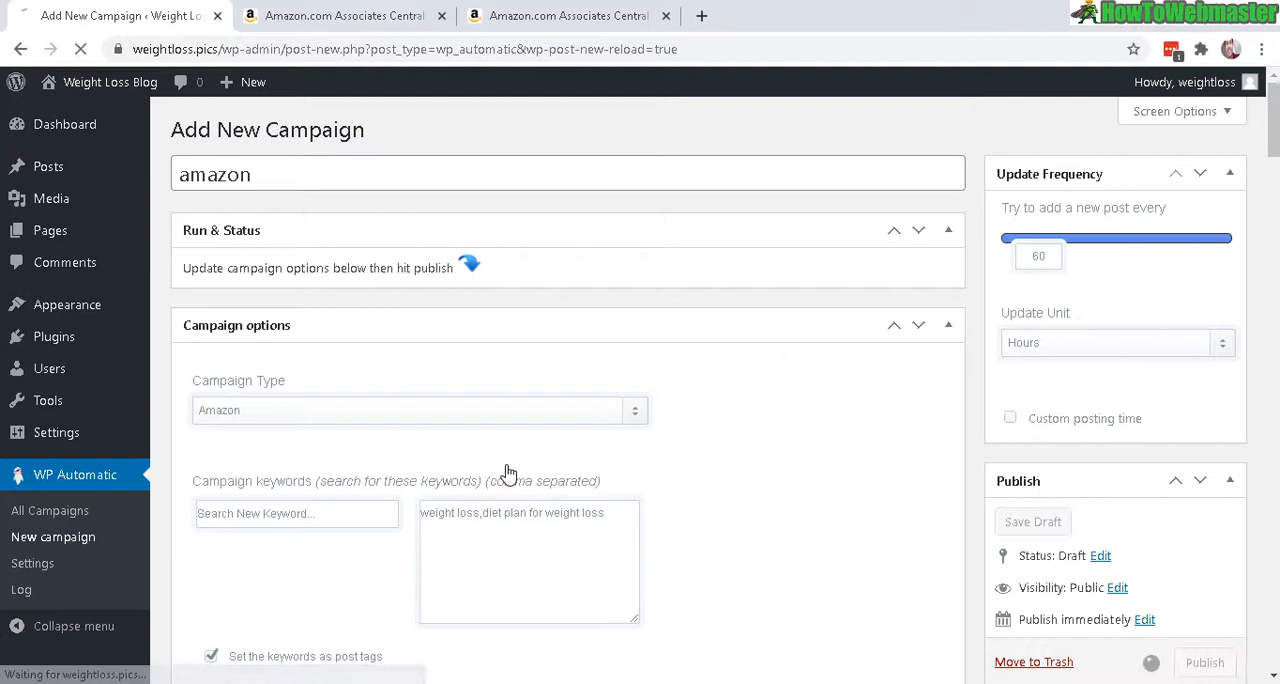 Add New Campaign ‹ Weight Lo
Amazon.com Associates Central
Amazon.com Associates Central
HowToWebmaster
weightloss.pics/wp-admin/post-new.php?post_type=wp_automatic&wp-post-new-reload=true
1
Weight Loss Blog
0
New
Howdy, weightloss
Screen Options
Dashboard
Posts
Media
Pages
Comments
Appearance
Plugins
Users
Tools
Settings
WP Automatic
All Campaigns
New campaign
Settings
Log
Collapse menu
Waiting for weightloss.pics...
Add New Campaign
amazon
Run & Status
Update campaign options below then hit publish
Campaign options
Campaign Type
Amazon
Campaign keywords (search for these keywords) (comma separated)
Search New Keyword...
weight loss,diet plan for weight loss
Set the keywords as post tags
Update Frequency
Try to add a new post every
60
Update Unit
Hours
Custom posting time
Publish
Save Draft
Status: Draft Edit
Visibility: Public Edit
Publish immediately Edit
Move to Trash
Publish